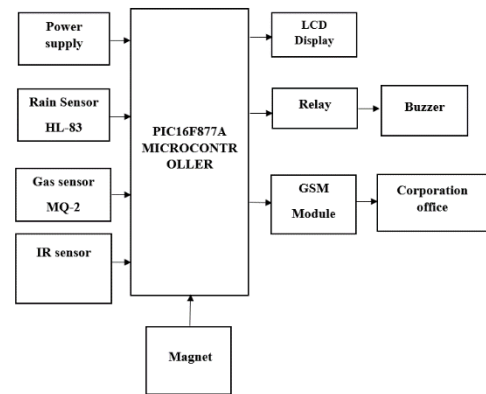 Power
supply
Rain Sensor
HL-83
Gas sensor
MQ-2
IR sensor
PIC16F877A
MICROCONTR
OLLER
Magnet
LCD
Display
Relay
Buzzer
GSM
Module
Corporation
office